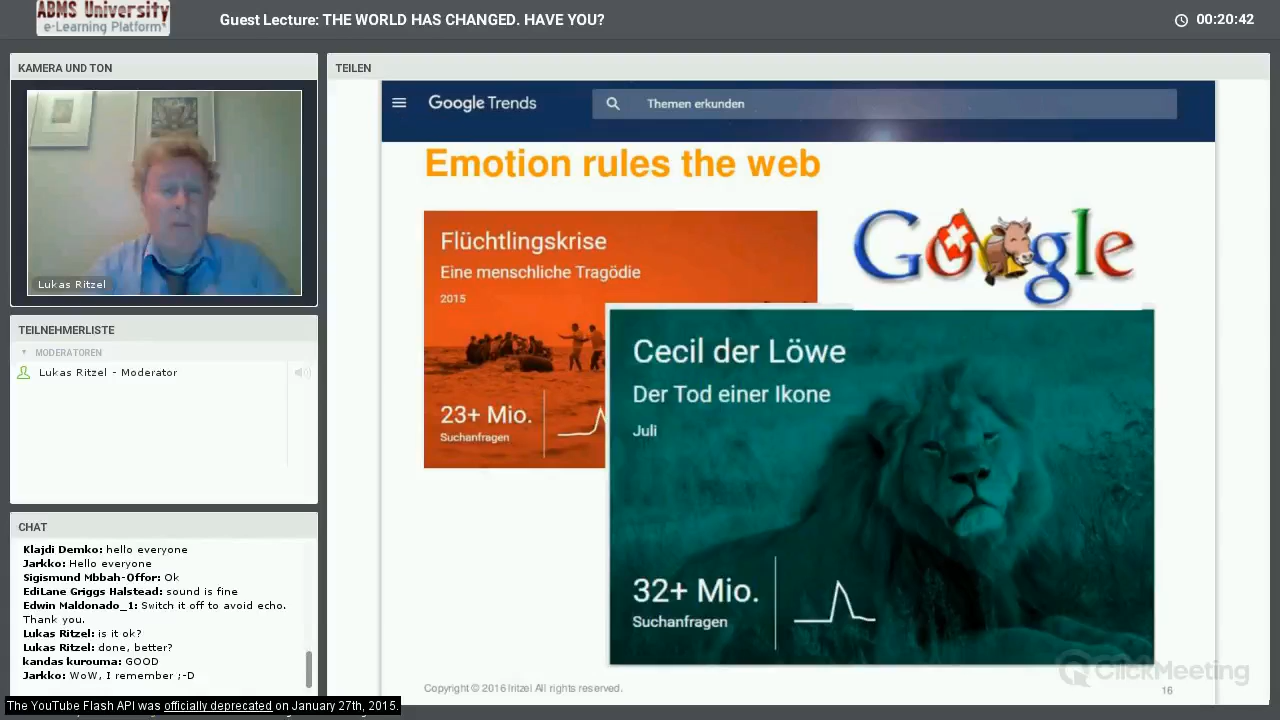 ABMS University
e-Learning Platform
Guest Lecture: THE WORLD HAS CHANGED. HAVE YOU?
00:20:42
KAMERA UND TON
Lukas Ritzel
TEILNEHMERLISTE
MODERATOREN
Lukas Ritzel - Moderator
CHAT
Klajdi Demko: hello everyone
Jarkko: Hello everyone
Sigismund Mbbah-Offor: Ok
EdiLane Griggs Halstead: sound is fine
Edwin Maldonado_1: Switch it off to avoid echo.
Thank you.
Lukas Ritzel: is it ok?
Lukas Ritzel: done, better?
kandas kurouma: GOOD
Jarkko: WoW, I remember ;-D
The YouTube Flash API was officially deprecated on January 27th, 2015.
TEILEN
Google Trends
Themen erkunden
Emotion rules the web
Flüchtlingskrise
Eine menschliche Tragödie
2015
23+ Mio.
Suchanfragen
Google
Cecil der Löwe
Der Tod einer Ikone
Juli
32+ Mio.
Suchanfragen
Copyright © 2016 lritzel All rights reserved.
16
ClickMeeting